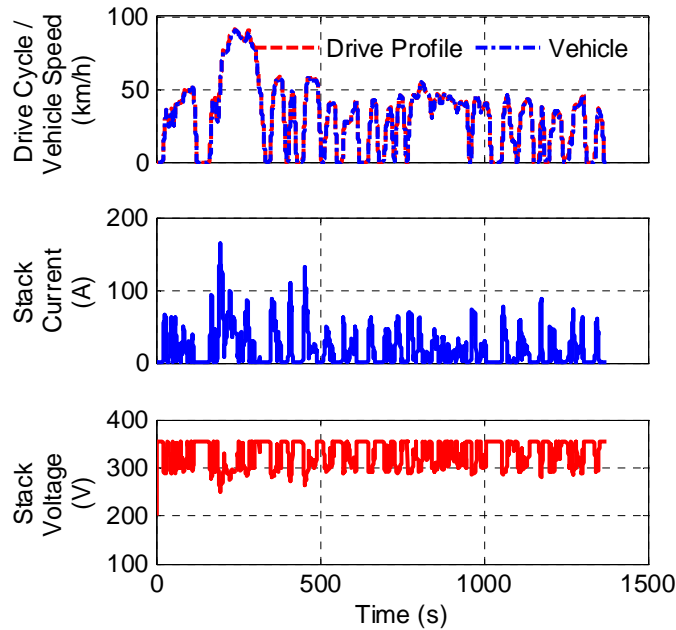 Drive Cycle /
Vehicle Speed
(km/h)
100
50
0
Drive Profile
Vehicle
Stack
Current
(A)
200
100
0
Stack
Voltage
(V)
400
300
200
100
0
500
1000
1500
Time (s)